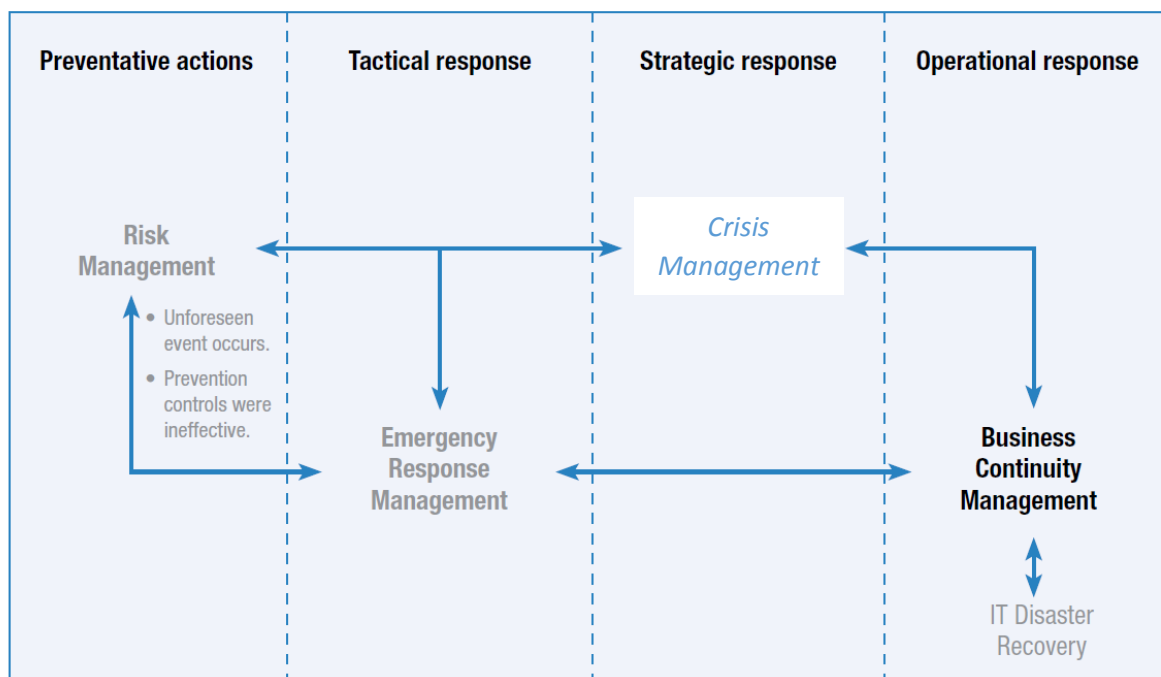 Preventative actions
Tactical response
Strategic response
Operational response
Risk
Management
• Unforeseen
event occurs.
• Prevention
controls were
ineffective.
Emergency
Response
Management
Crisis
Management
Business
Continuity
Management
IT Disaster
Recovery